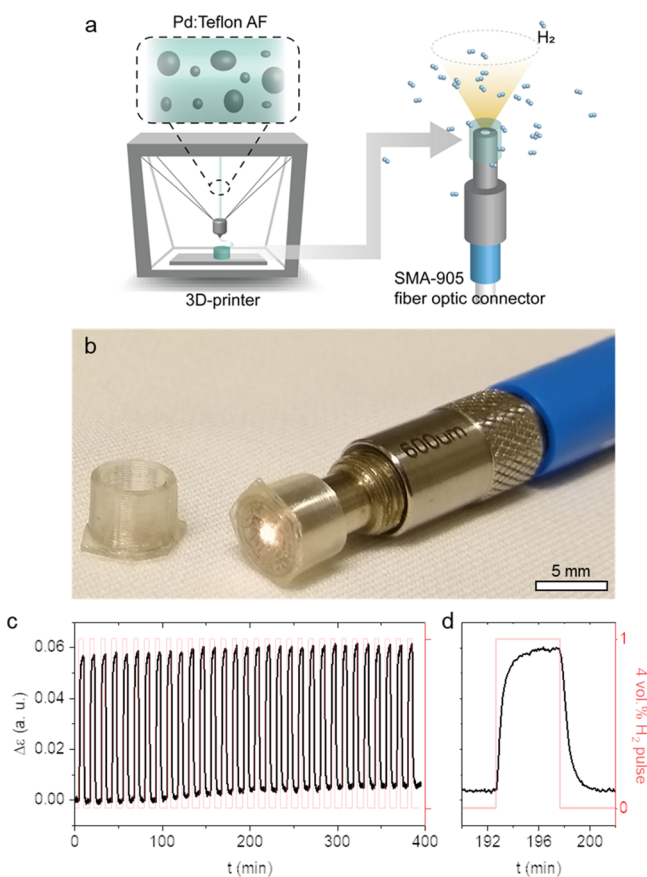 a
Pd:Teflon AF
H₂
3D-printer
SMA-905
fiber optic connector
b
600um
5 mm
c
d
0.06
0.04
0.02
0.00
Δε (a. u.)
0
100
200
300
400
t (min)
192
196
200
t (min)
1
0
4 vol.% H₂ pulse